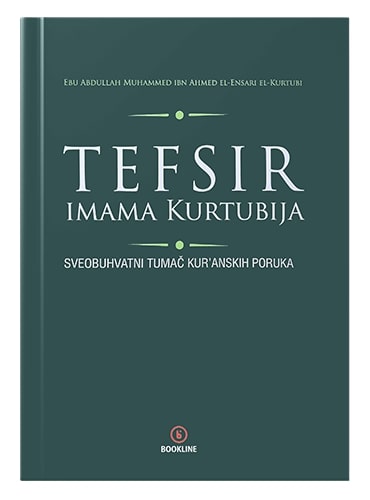 EBU ABDULLAH MUHAMMED IBN AHMED EL-ENSARI EL-KURTUBI
TEFSIR
IMAMA KURTUBIJA
SVEOBUHVATNI TUMAČ KUR'ANSKIH PORUKA
BOOKLINE